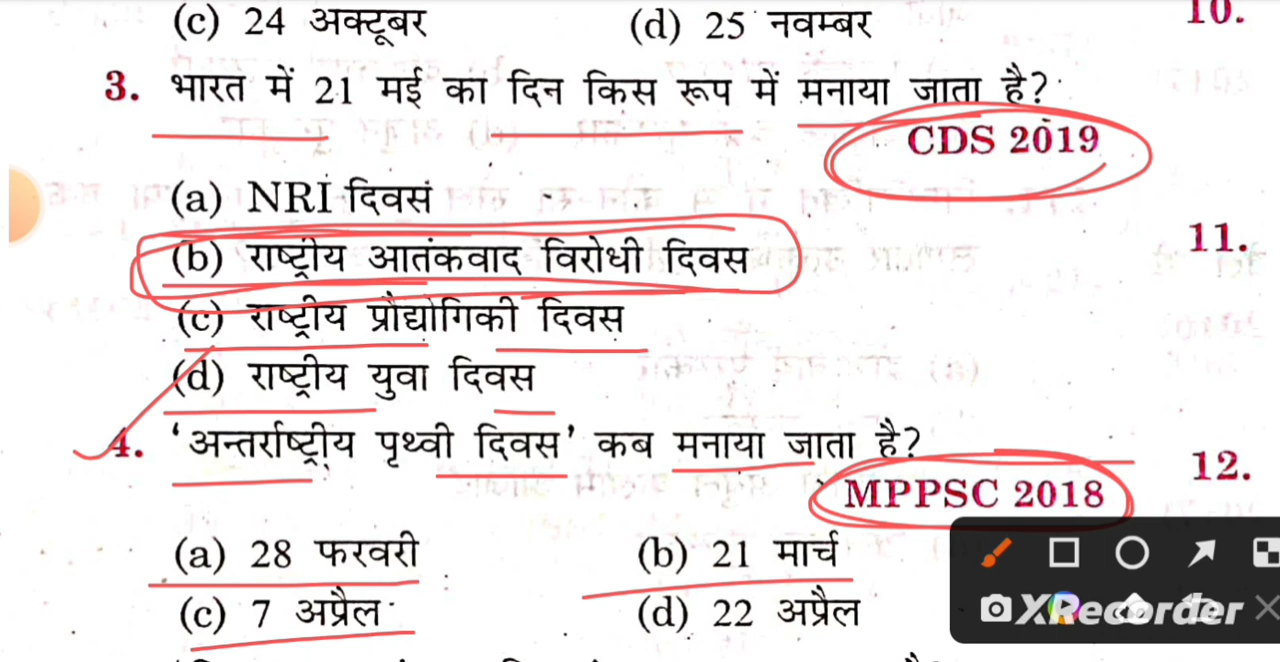 (c) 24 अक्टूबर (d) 25 नवम्बर 10.
3. भारत में 21 मई का दिन किस रूप में मनाया जाता है?
CDS 2019
(a) NRI दिवस
(b) राष्ट्रीय आतंकवाद विरोधी दिवस 11.
(c) राष्ट्रीय प्रौद्योगिकी दिवस
(d) राष्ट्रीय युवा दिवस
4. ‘अन्तर्राष्ट्रीय पृथ्वी दिवस’ कब मनाया जाता है?
12.
MPPSC 2018
(a) 28 फरवरी (b) 21 मार्च
(c) 7 अप्रैल (d) 22 अप्रैल
XRecorder